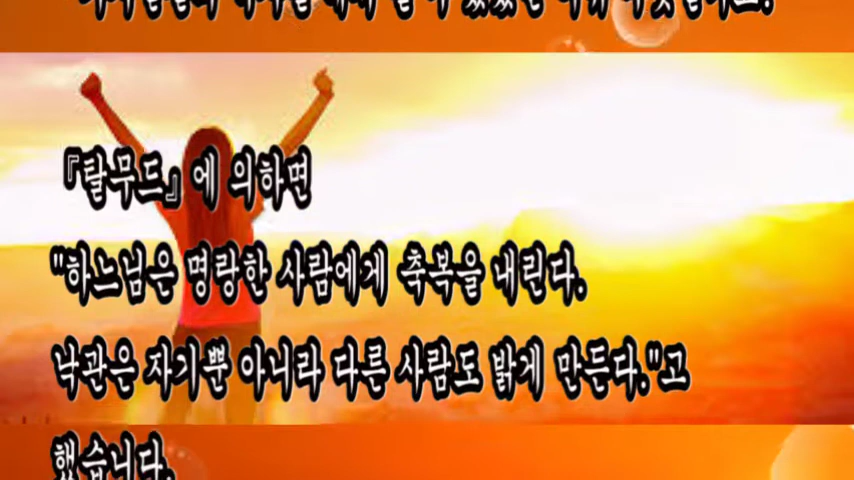 『탈무드』에 의하면
"하느님은 명랑한 사람에게 축복을 내린다.
낙관은 자기뿐 아니라 다른 사람도 밝게 만든다."고
했습니다.